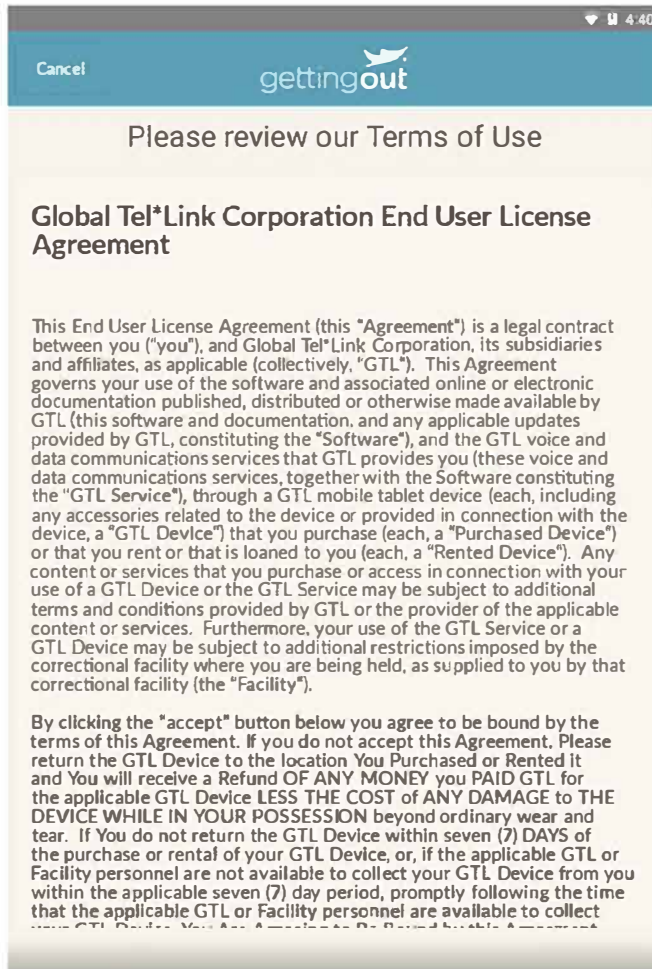 4:40
Cancel
gettingout
Please review our Terms of Use
Global Tel*Link Corporation End User License
Agreement
This End User License Agreement (this "Agreement") is a legal contract
between you ("you"), and Global Tel*Link Corporation, its subsidiaries
and affiliates, as applicable (collectively, "GTL").  This Agreement
governs your use of the software and associated online or electronic
documentation published, distributed or otherwise made available by
GTL (this software and documentation, and any applicable updates
provided by GTL, constituting the "Software"), and the GTL voice and
data communications services that GTL provides you (these voice and
data communications services, together with the Software constituting
the "GTL Service"), through a GTL mobile tablet device (each, including
any accessories related to the device or provided in connection with the
device, a "GTL Device") that you purchase (each, a "Purchased Device")
or that you rent or that is loaned to you (each, a "Rented Device").  Any
content or services that you purchase or access in connection with your
use of a GTL Device or the GTL Service may be subject to additional
terms and conditions provided by GTL or the provider of the applicable
content or services.  Furthermore, your use of the GTL Service or a
GTL Device may be subject to additional restrictions imposed by the
correctional facility where you are being held, as supplied to you by that
correctional facility (the "Facility").
By clicking the "accept" button below you agree to be bound by the
terms of this Agreement. If you do not accept this Agreement, Please
return the GTL Device to the location You Purchased or Rented it
and You will receive a Refund OF ANY MONEY you PAID GTL for
the applicable GTL Device LESS THE COST of ANY DAMAGE to THE
DEVICE WHILE IN YOUR POSSESSION beyond ordinary wear and
tear.  If You do not return the GTL Device within seven (7) DAYS of
the purchase or rental of your GTL Device, or, if the applicable GTL or
Facility personnel are not available to collect your GTL Device from you
within the applicable seven (7) day period, promptly following the time
that the applicable GTL or Facility personnel are available to collect
your GTL Device, You Are Agreeing to Be Bound by this Agreement